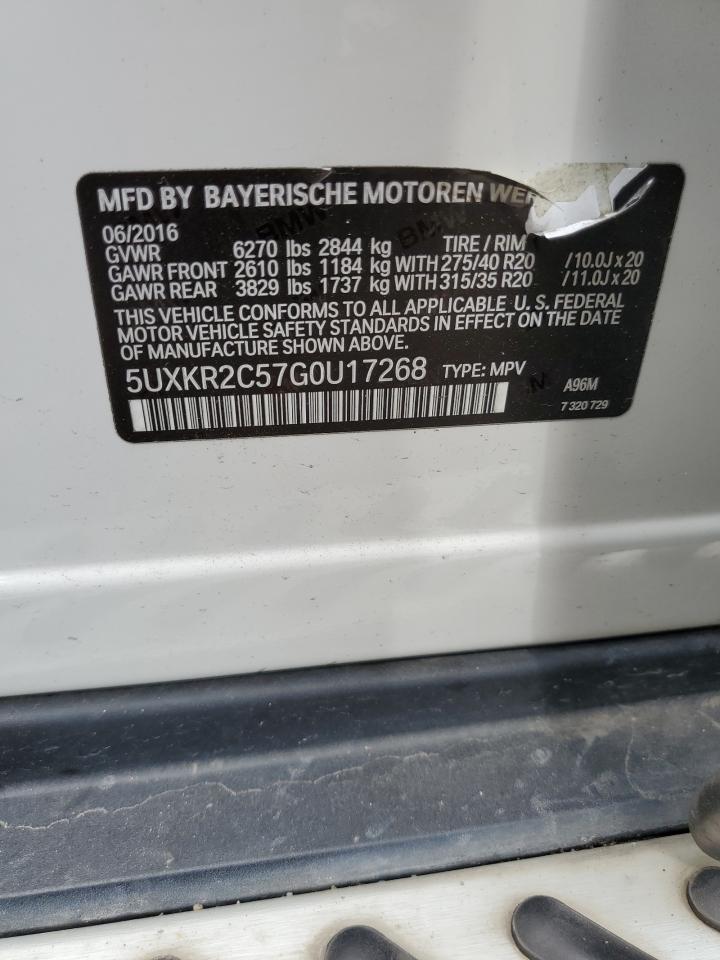 MFD BY BAYERISCHE MOTOREN
06/2016
GVWR 6270 lbs 2844 kg TIRE / RIM
GAWR FRONT 2610 lbs 1184 kg WITH 275/40 R20 /10.0J x 20
GAWR REAR 3829 lbs 1737 kg WITH 315/35 R20 /11.0J x 20
THIS VEHICLE CONFORMS TO ALL APPLICABLE U. S. FEDERAL
MOTOR VEHICLE SAFETY STANDARDS IN EFFECT ON THE DATE
OF MANUFACTURE SHOWN ABOVE.
5UXKR2C57G0U17268 TYPE: MPV
A96M
7 320 729